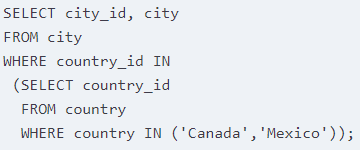 SELECT city_id, city
FROM city
WHERE country_id IN
(SELECT country_id
FROM country
WHERE country IN ('Canada','Mexico'));